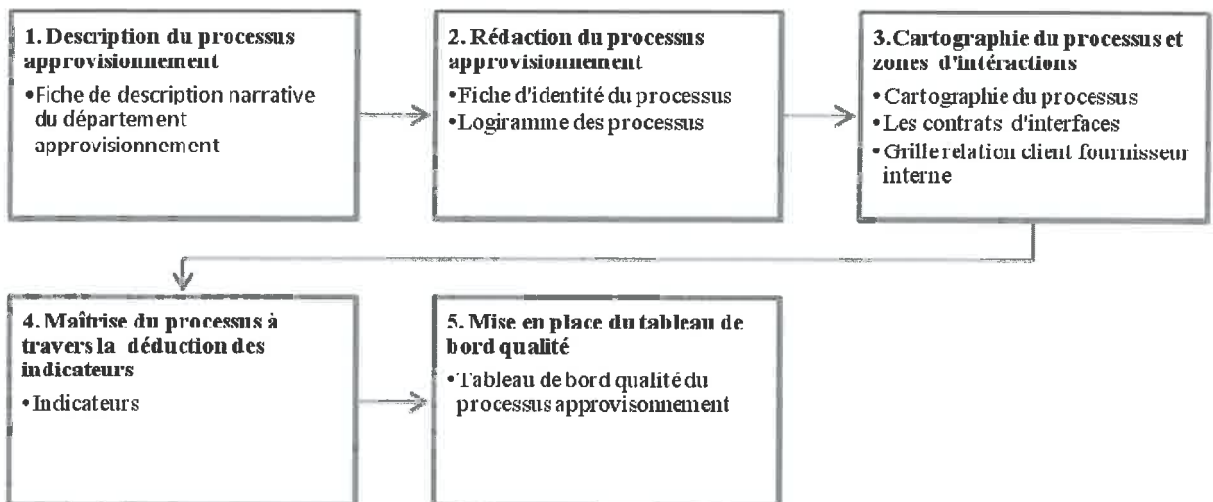 1. Description du processus
approvisionnement
•Fiche de description narrative
du département
approvisionnement
2. Rédaction du processus
approvisionnement
•Fiche d'identité du processus
•Logiramme des processus
3.Cartographie du processus et
zones d'intéractions
•Cartographie du processus
•Les contrats d'interfaces
•Grille relation client fournisseur
interne
4. Maîtrise du processus à
travers la déduction des
indicateurs
•Indicateurs
5. Mise en place du tableau de
bord qualité
•Tableau de bord qualité du
processus approvisonnement